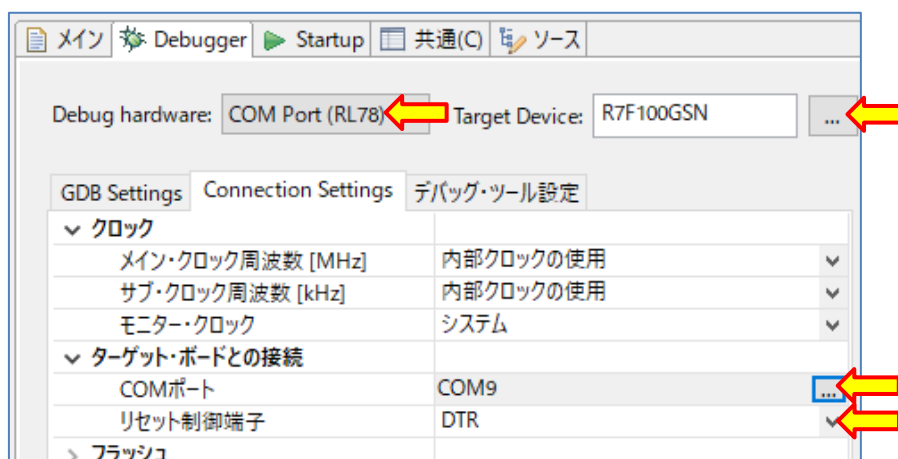 メイン Debugger Startup 共通(C) ソース
Debug hardware: COM Port (RL78) Target Device: R7F100GSN ...
GDB Settings Connection Settings デバッグ・ツール設定
クロック
メイン・クロック周波数 [MHz] 内部クロックの使用
サブ・クロック周波数 [kHz] 内部クロックの使用
モニター・クロック システム
ターゲット・ボードとの接続
COMポート COM9 ...
リセット制御端子 DTR
フラッシュ